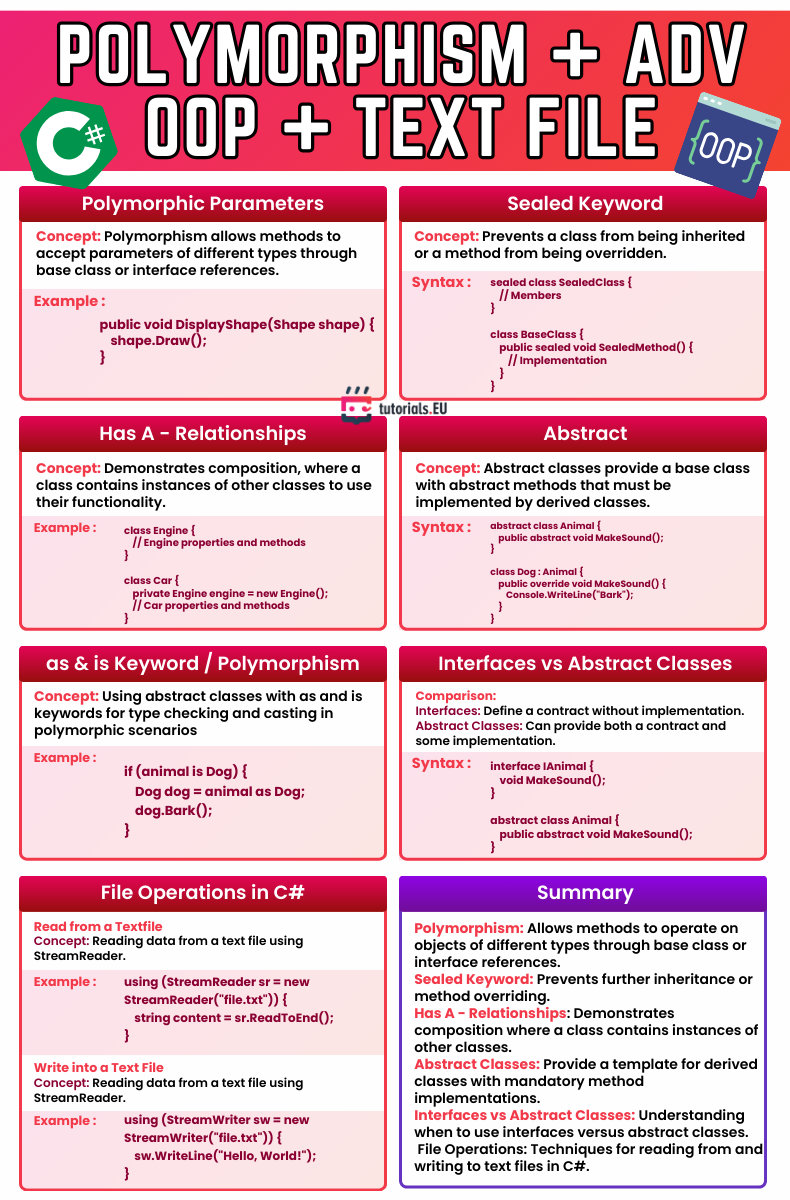 POLYMORPHISM + ADV
OOP + TEXT FILE
C#
{OOP}
Polymorphic Parameters
Concept: Polymorphism allows methods to
accept parameters of different types through
base class or interface references.
Example :
public void DisplayShape(Shape shape) {
shape.Draw();
}
Sealed Keyword
Concept: Prevents a class from being inherited
or a method from being overridden.
Syntax :
sealed class SealedClass {
// Members
}
class BaseClass {
public sealed void SealedMethod() {
// Implementation
}
}
tutorials.EU
Has A - Relationships
Concept: Demonstrates composition, where a
class contains instances of other classes to use
their functionality.
Example :
class Engine {
// Engine properties and methods
}
class Car {
private Engine engine = new Engine();
// Car properties and methods
}
Abstract
Concept: Abstract classes provide a base class
with abstract methods that must be
implemented by derived classes.
Syntax :
abstract class Animal {
public abstract void MakeSound();
}
class Dog : Animal {
public override void MakeSound() {
Console.WriteLine("Bark");
}
}
as & is Keyword / Polymorphism
Concept: Using abstract classes with as and is
keywords for type checking and casting in
polymorphic scenarios
Example :
if (animal is Dog) {
Dog dog = animal as Dog;
dog.Bark();
}
Interfaces vs Abstract Classes
Comparison:
Interfaces: Define a contract without implementation.
Abstract Classes: Can provide both a contract and
some implementation.
Syntax :
interface IAnimal {
void MakeSound();
}
abstract class Animal {
public abstract void MakeSound();
}
File Operations in C#
Read from a Textfile
Concept: Reading data from a text file using
StreamReader.
Example :
using (StreamReader sr = new
StreamReader("file.txt")) {
string content = sr.ReadToEnd();
}
Write into a Text File
Concept: Reading data from a text file using
StreamReader.
Example :
using (StreamWriter sw = new
StreamWriter("file.txt")) {
sw.WriteLine("Hello, World!");
}
Summary
Polymorphism: Allows methods to operate on
objects of different types through base class or
interface references.
Sealed Keyword: Prevents further inheritance or
method overriding.
Has A - Relationships: Demonstrates
composition where a class contains instances of
other classes.
Abstract Classes: Provide a template for derived
classes with mandatory method
implementations.
Interfaces vs Abstract Classes: Understanding
when to use interfaces versus abstract classes.
File Operations: Techniques for reading from and
writing to text files in C#.